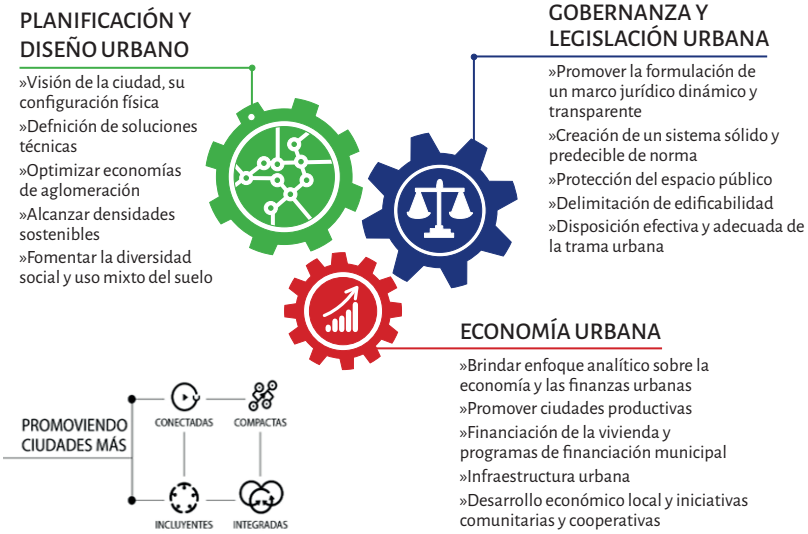 PLANIFICACIÓN Y
DISEÑO URBANO
»Visión de la ciudad, su
configuración física
»Defnición de soluciones
técnicas
»Optimizar economías
de aglomeración
»Alcanzar densidades
sostenibles
»Fomentar la diversidad
social y uso mixto del suelo
GOBERNANZA Y
LEGISLACIÓN URBANA
»Promover la formulación de
un marco jurídico dinámico y
transparente
»Creación de un sistema sólido y
predecible de norma
»Protección del espacio público
»Delimitación de edificabilidad
»Disposición efectiva y adecuada de
la trama urbana
ECONOMÍA URBANA
»Brindar enfoque analítico sobre la
economía y las finanzas urbanas
»Promover ciudades productivas
»Financiación de la vivienda y
programas de financiación municipal
»Infraestructura urbana
»Desarrollo económico local y iniciativas
comunitarias y cooperativas
PROMOVIENDO
CIUDADES MÁS
CONECTADAS
COMPACTAS
INCLUYENTES
INTEGRADAS